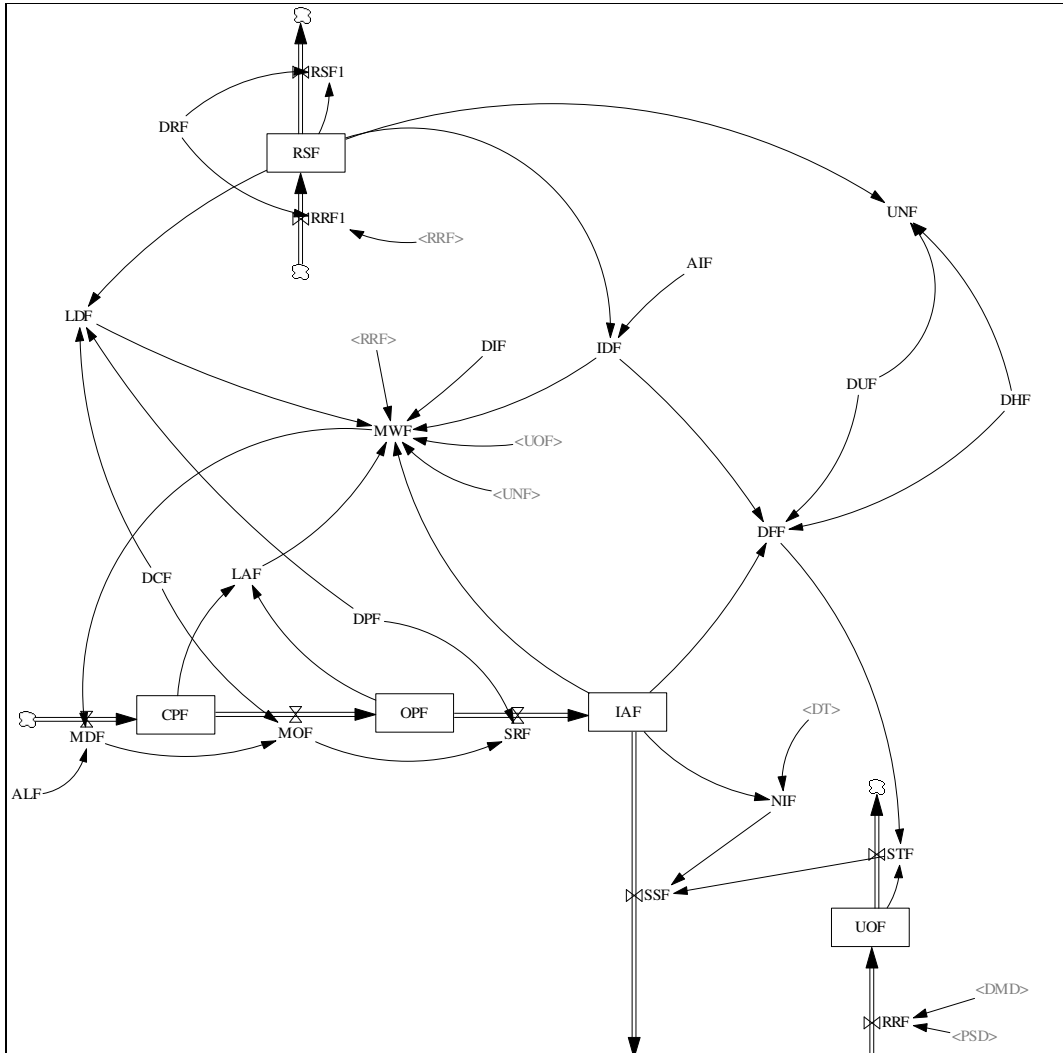 RSF1
DRF
RSF
UNF
RRF1
<RRF>
AIF
LDF
<RRF>
DIF
IDF
DUF
DHF
MWF
<UOF>
<UNF>
DFF
LAF
DCF
DPF
CPF
OPF
IAF
<DT>
MDF
MOF
SRF
ALF
NIF
STF
SSF
UOF
<DMD>
RRF
<PSD>